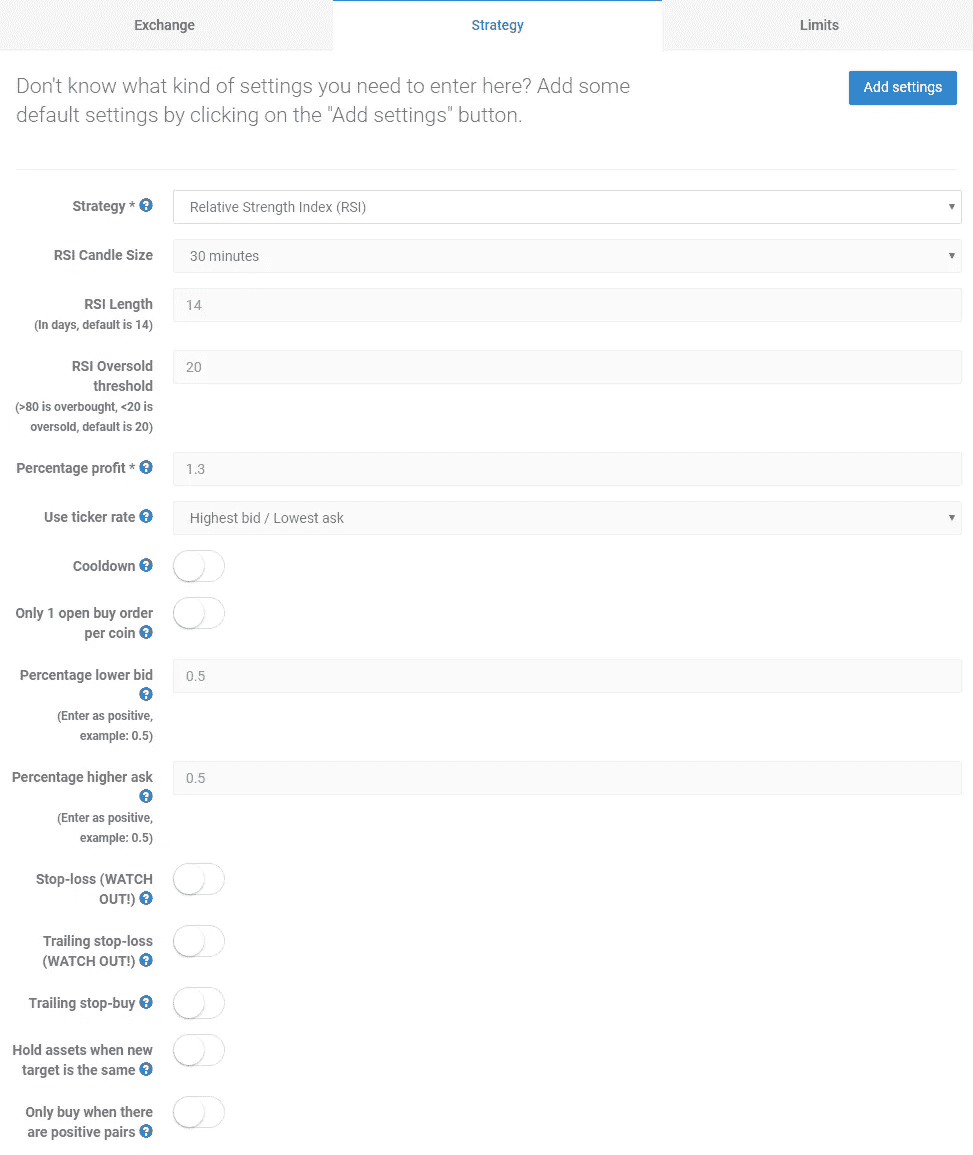 Exchange
Strategy
Limits
Don't know what kind of settings you need to enter here? Add some
default settings by clicking on the "Add settings" button.
Add settings
Strategy *
Relative Strength Index (RSI)
RSI Candle Size
30 minutes
RSI Length
(In days, default is 14)
14
RSI Oversold
threshold
(>80 is overbought, <20 is
oversold, default is 20)
20
Percentage profit *
1.3
Use ticker rate
Highest bid / Lowest ask
Cooldown
Only 1 open buy order
per coin
Percentage lower bid
(Enter as positive,
example: 0.5)
0.5
Percentage higher ask
(Enter as positive,
example: 0.5)
0.5
Stop-loss (WATCH
OUT!)
Trailing stop-loss
(WATCH OUT!)
Trailing stop-buy
Hold assets when new
target is the same
Only buy when there
are positive pairs